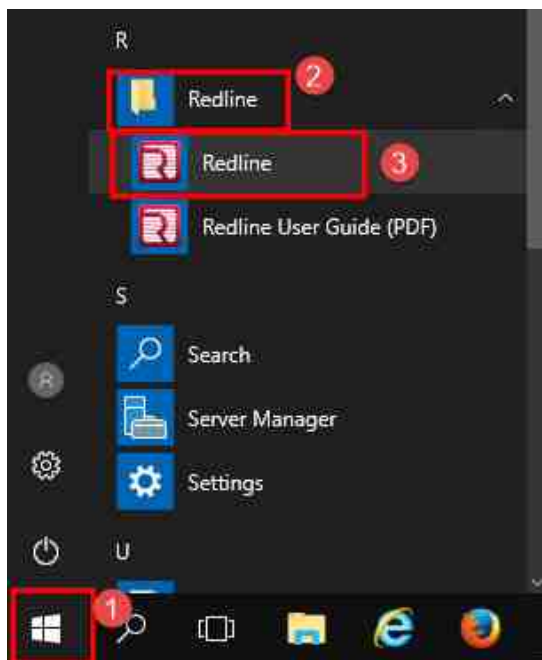 R
Redline
2
Redline
3
Redline User Guide (PDF)
S
Search
Server Manager
Settings
U
1